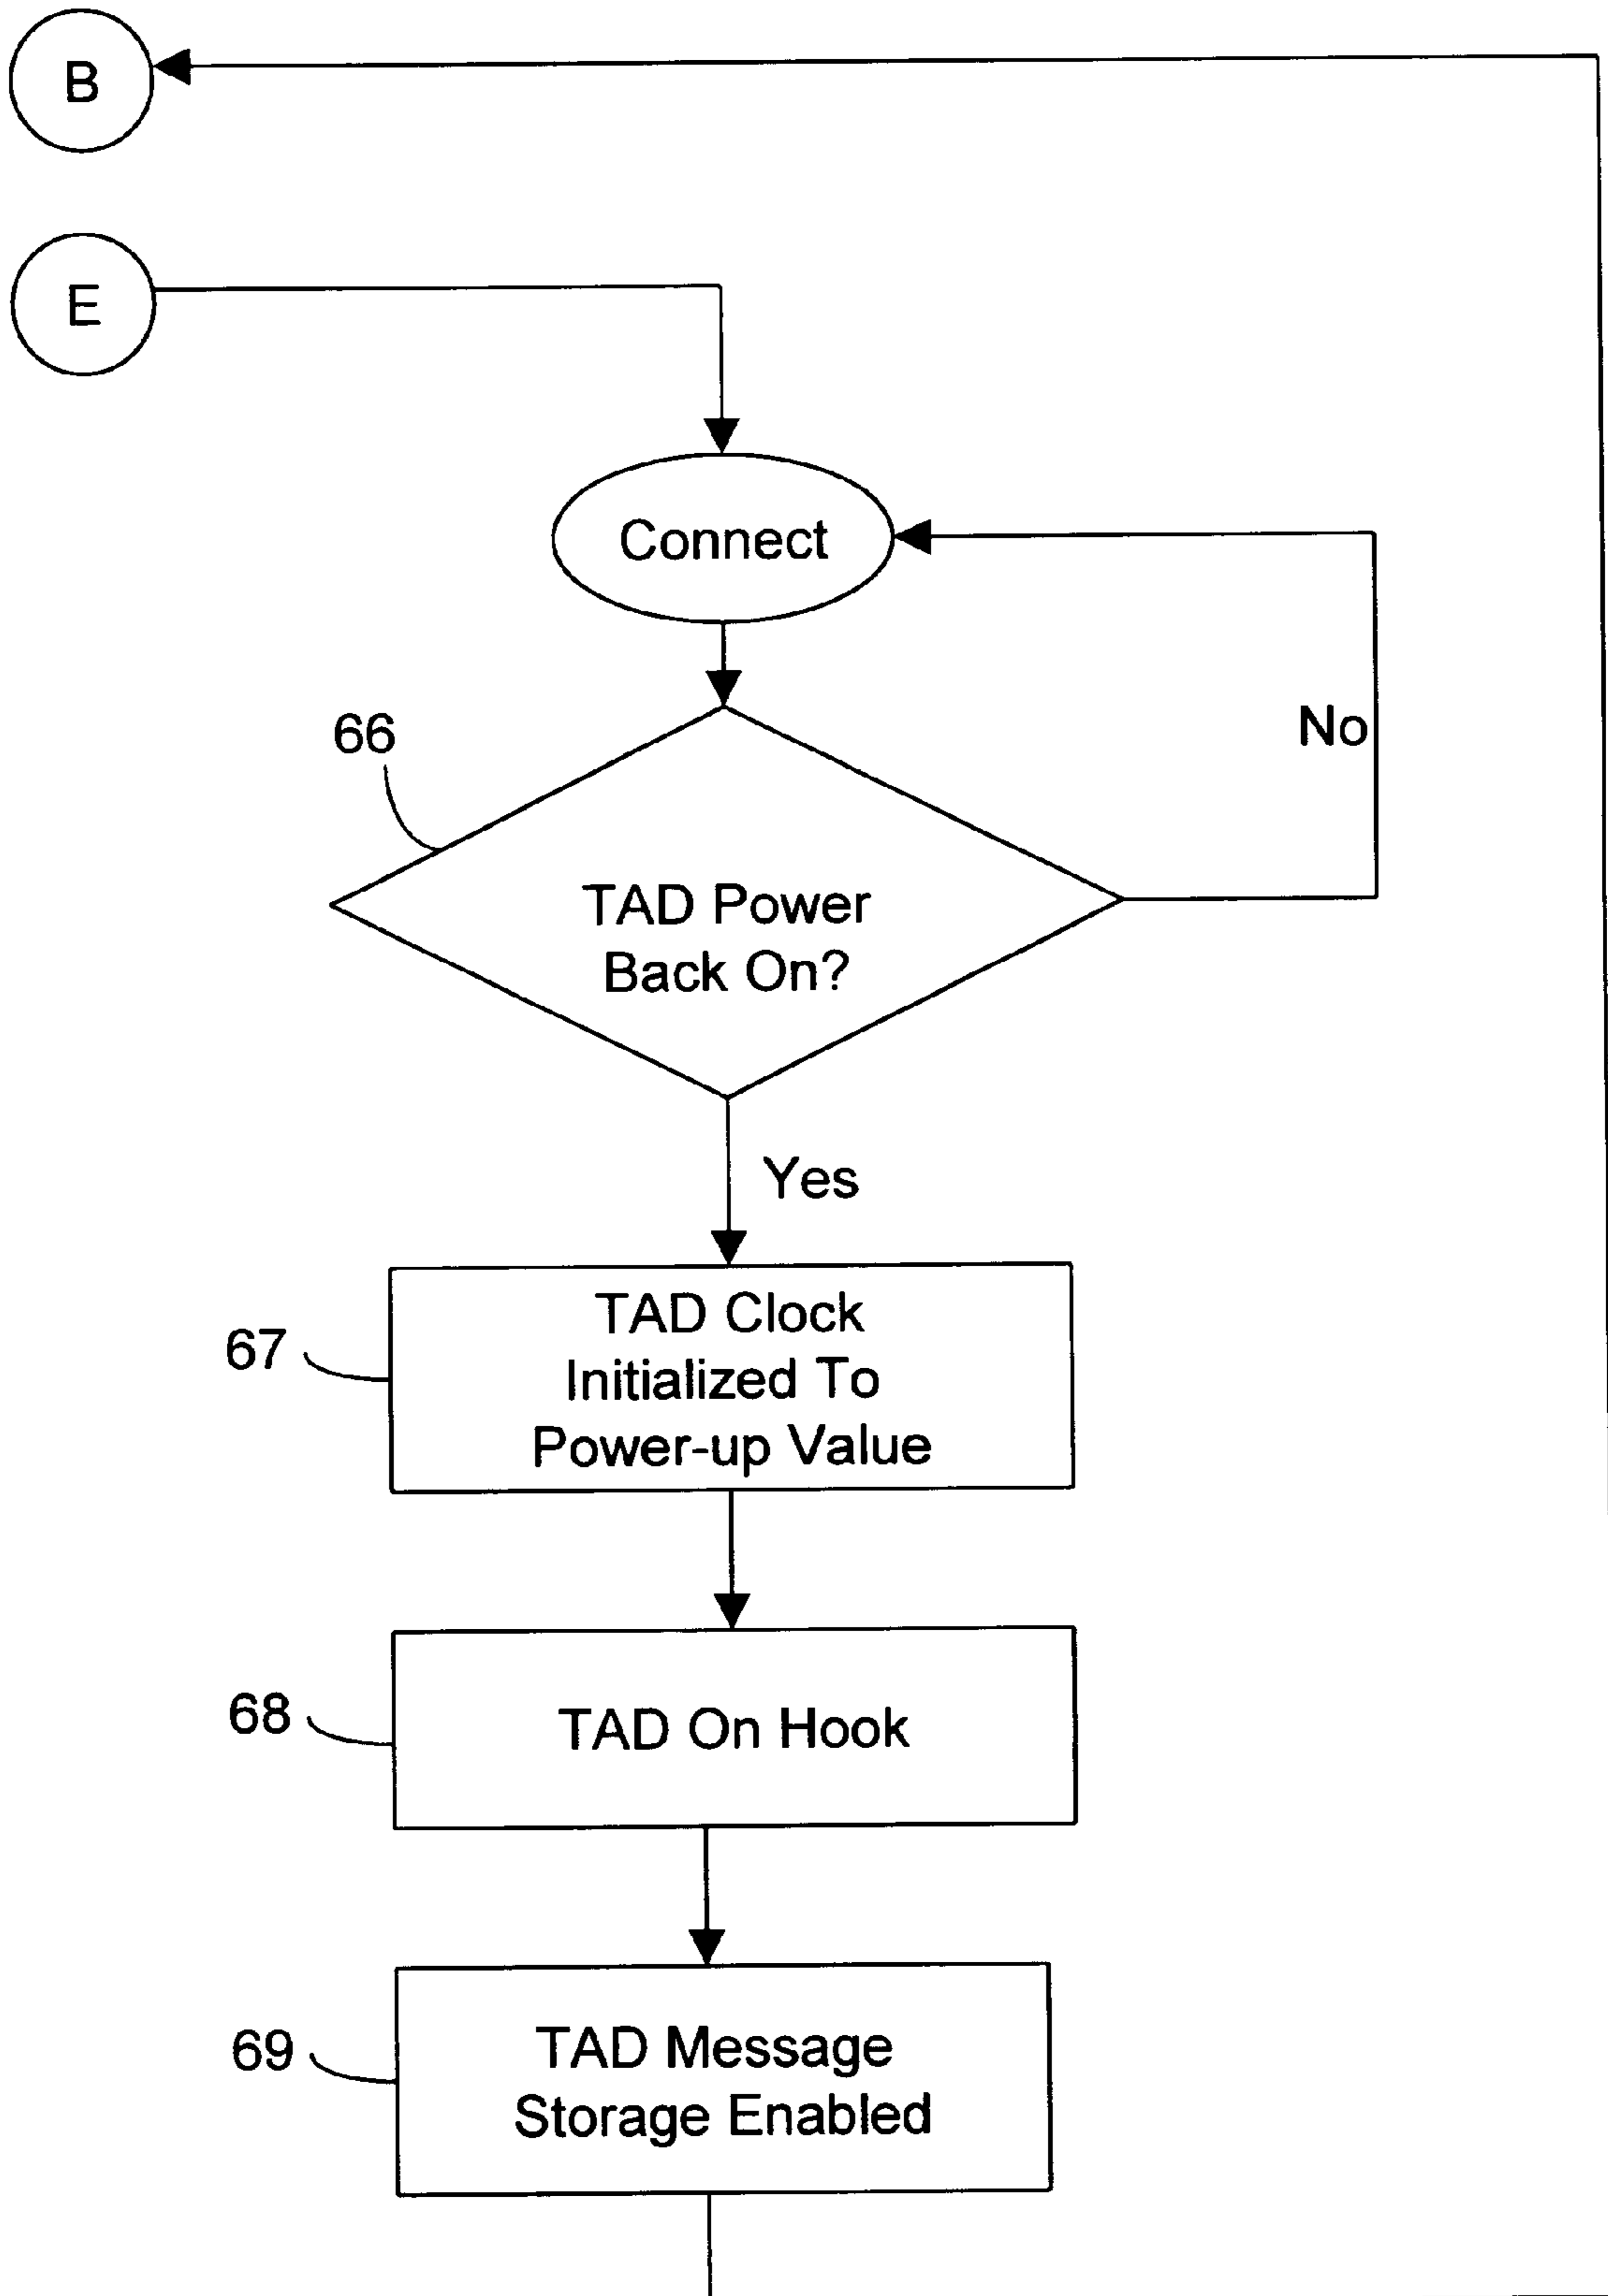 B
E
Connect
No
66
TAD Power
Back On?
Yes
67
TAD Clock
Initialized To
Power-up Value
68
TAD On Hook
69
TAD Message
Storage Enabled